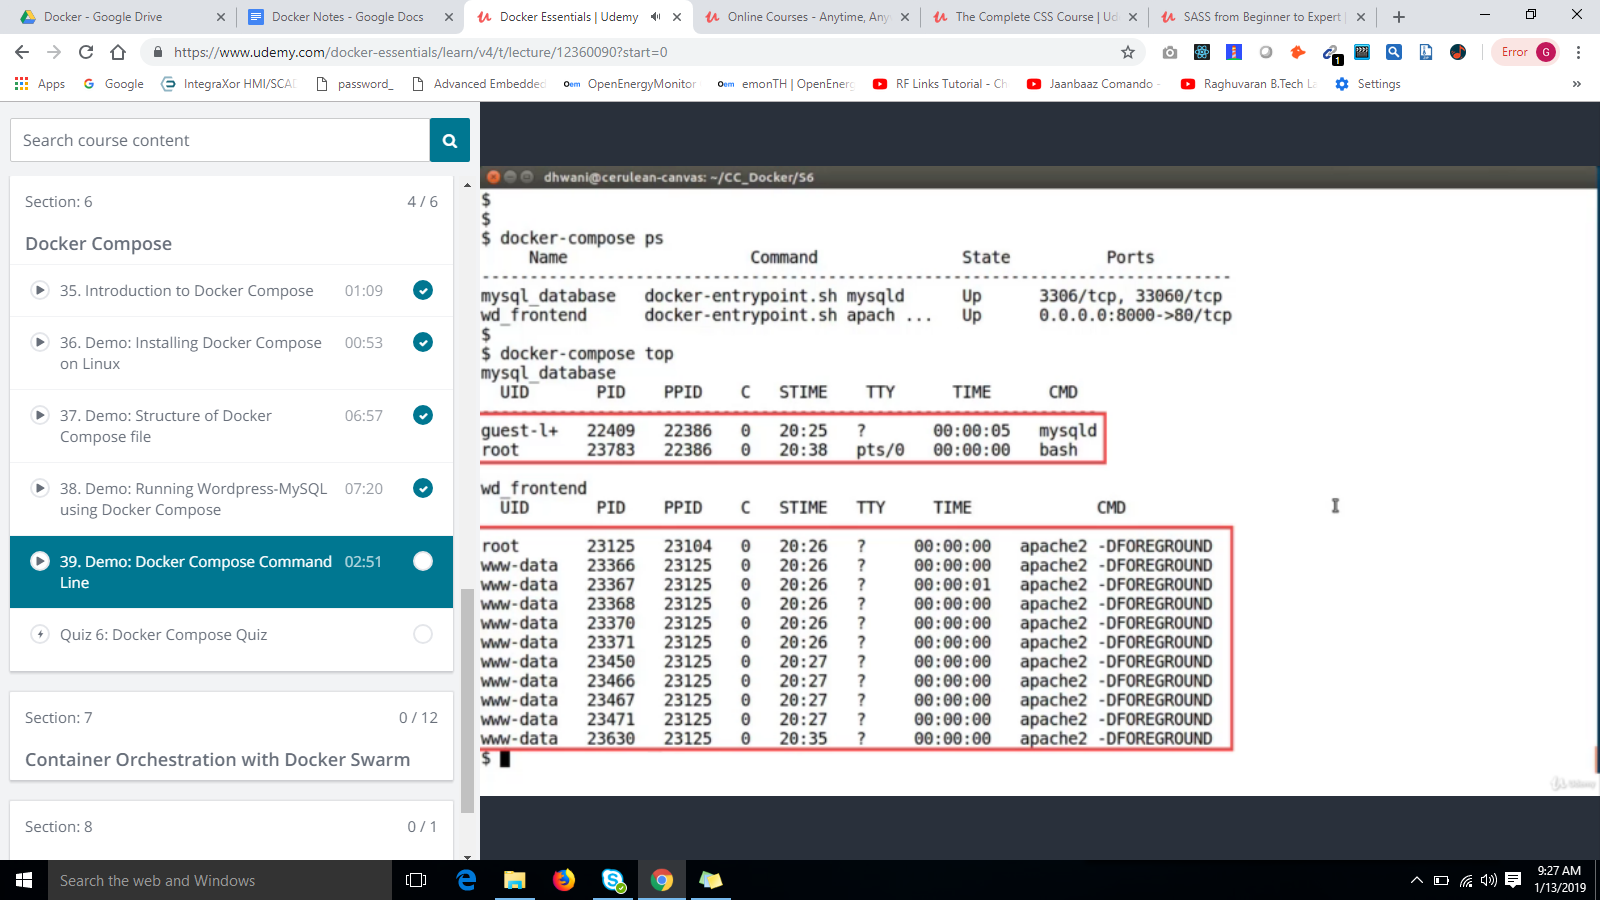 Docker - Google Drive
Docker Notes - Google Docs
Docker Essentials | Udemy
Online Courses - Anytime, Any
The Complete CSS Course | Ud
SASS from Beginner to Expert |
https://www.udemy.com/docker-essentials/learn/v4/t/lecture/12360090?start=0
1
Error G
Apps
Google
IntegraXor HMI/SCA
password_
Advanced Embedded
OpenEnergyMonitor
emonTH | OpenEnerg
RF Links Tutorial - Ch
Jaanbaaz Comando -
Raghuvaran B.Tech La
Settings
»
Search course content
Section: 6 4 / 6
Docker Compose
35. Introduction to Docker Compose 01:09
36. Demo: Installing Docker Compose 00:53
on Linux
37. Demo: Structure of Docker 06:57
Compose file
38. Demo: Running Wordpress-MySQL 07:20
using Docker Compose
39. Demo: Docker Compose Command 02:51
Line
Quiz 6: Docker Compose Quiz
Section: 7 0 / 12
Container Orchestration with Docker Swarm
Section: 8 0 / 1
dhwani@cerulean-canvas: ~/CC_Docker/S6
$
$
$ docker-compose ps
Name Command State Ports
--------------------------------------------------------------------------------
mysql_database docker-entrypoint.sh mysqld Up 3306/tcp, 33060/tcp
wd_frontend docker-entrypoint.sh apach ... Up 0.0.0.0:8000->80/tcp
$
$ docker-compose top
mysql_database
UID PID PPID C STIME TTY TIME CMD
guest-l+ 22409 22386 0 20:25 ? 00:00:05 mysqld
root 23783 22386 0 20:38 pts/0 00:00:00 bash
wd_frontend
UID PID PPID C STIME TTY TIME CMD
root 23125 23104 0 20:26 ? 00:00:00 apache2 -DFOREGROUND
www-data 23366 23125 0 20:26 ? 00:00:00 apache2 -DFOREGROUND
www-data 23367 23125 0 20:26 ? 00:00:01 apache2 -DFOREGROUND
www-data 23368 23125 0 20:26 ? 00:00:00 apache2 -DFOREGROUND
www-data 23370 23125 0 20:26 ? 00:00:00 apache2 -DFOREGROUND
www-data 23371 23125 0 20:26 ? 00:00:00 apache2 -DFOREGROUND
www-data 23450 23125 0 20:27 ? 00:00:00 apache2 -DFOREGROUND
www-data 23466 23125 0 20:27 ? 00:00:00 apache2 -DFOREGROUND
www-data 23467 23125 0 20:27 ? 00:00:00 apache2 -DFOREGROUND
www-data 23471 23125 0 20:27 ? 00:00:00 apache2 -DFOREGROUND
www-data 23630 23125 0 20:35 ? 00:00:00 apache2 -DFOREGROUND
$
Udemy
Search the web and Windows
9:27 AM
1/13/2019